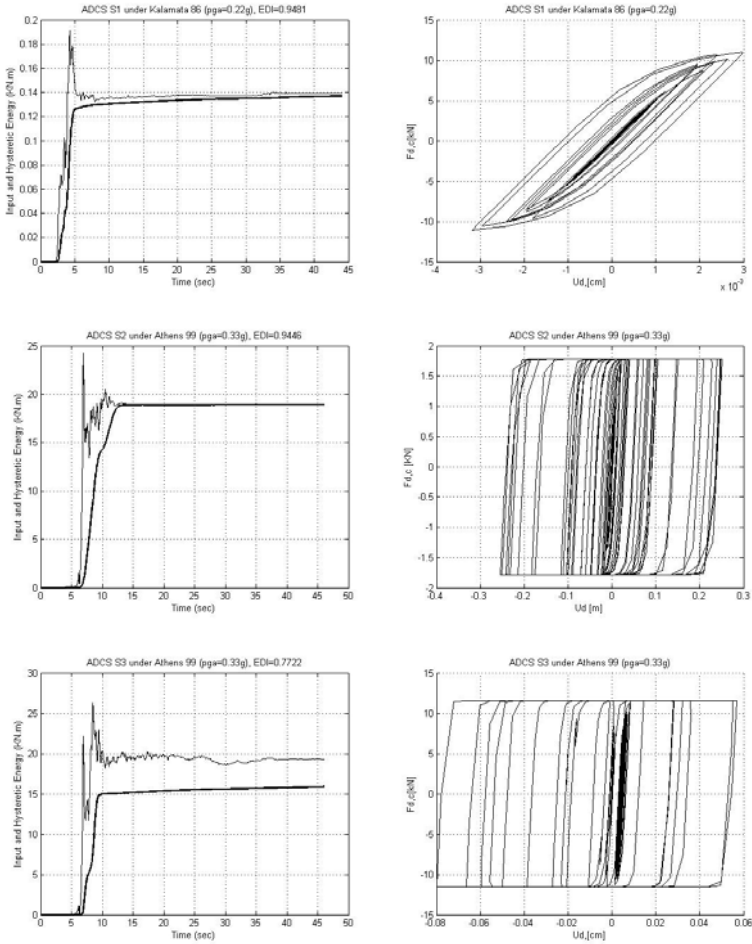 ADCS S1 under Kalamata 86 (pga=0.22g), EDI=0.9481
Input and Hysteretic Energy (kN.m)
0.2
0.18
0.16
0.14
0.12
0.1
0.08
0.06
0.04
0.02
0
0 5 10 15 20 25 30 35 40 45
Time (sec)
ADCS S1 under Kalamata 86 (pga=0.22g)
Fd,c[kN]
15
10
5
0
-5
-10
-15
-4 -3 -2 -1 0 1 2 3
Ud,[cm]
x 10⁻³
ADCS S2 under Athens 99 (pga=0.33g), EDI=0.9446
Input and Hysteretic Energy (kN.m)
25
20
15
10
5
0
0 5 10 15 20 25 30 35 40 45 50
Time (sec)
ADCS S2 under Athens 99 (pga=0.33g)
Fd,c [kN]
2
1.5
1
0.5
0
-0.5
-1
-1.5
-2
-0.4 -0.3 -0.2 -0.1 0 0.1 0.2 0.3
Ud [m]
ADCS S3 under Athens 99 (pga=0.33g), EDI=0.7722
Input and Hysteretic Energy (kN.m)
30
25
20
15
10
5
0
0 5 10 15 20 25 30 35 40 45 50
Time (sec)
ADCS S3 under Athens 99 (pga=0.33g)
Fd,c[kN]
15
10
5
0
-5
-10
-15
-0.08 -0.06 -0.04 -0.02 0 0.02 0.04 0.06
Ud,[cm]